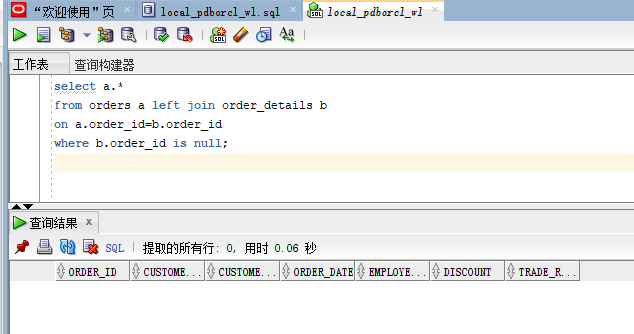 “欢迎使用”页 local_pdborcl_wl.sql local_pdborcl_wl
工作表 查询构建器
select a.*
from orders a left join order_details b
on a.order_id=b.order_id
where b.order_id is null;
查询结果 x
SQL | 提取的所有行: 0, 用时 0.06 秒
ORDER_ID CUSTOME... CUSTOME... ORDER_DATE EMPLOYE... DISCOUNT TRADE_R...